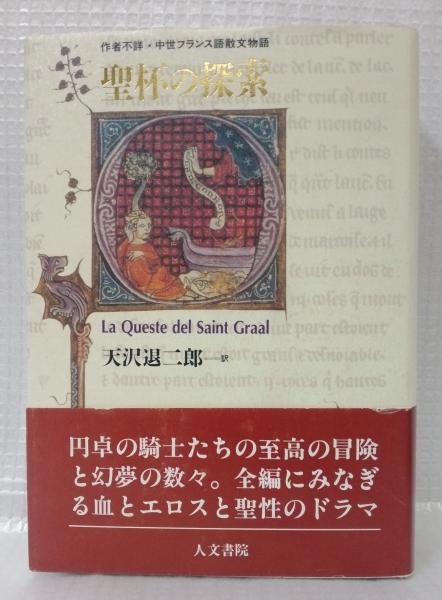 作者不詳・中世フランス語散文物語
聖杯の探索
La Queste del Saint Graal
天沢退二郎 訳
円卓の騎士たちの至高の冒険
と幻夢の数々。全編にみなぎ
る血とエロスと聖性のドラマ
人文書院